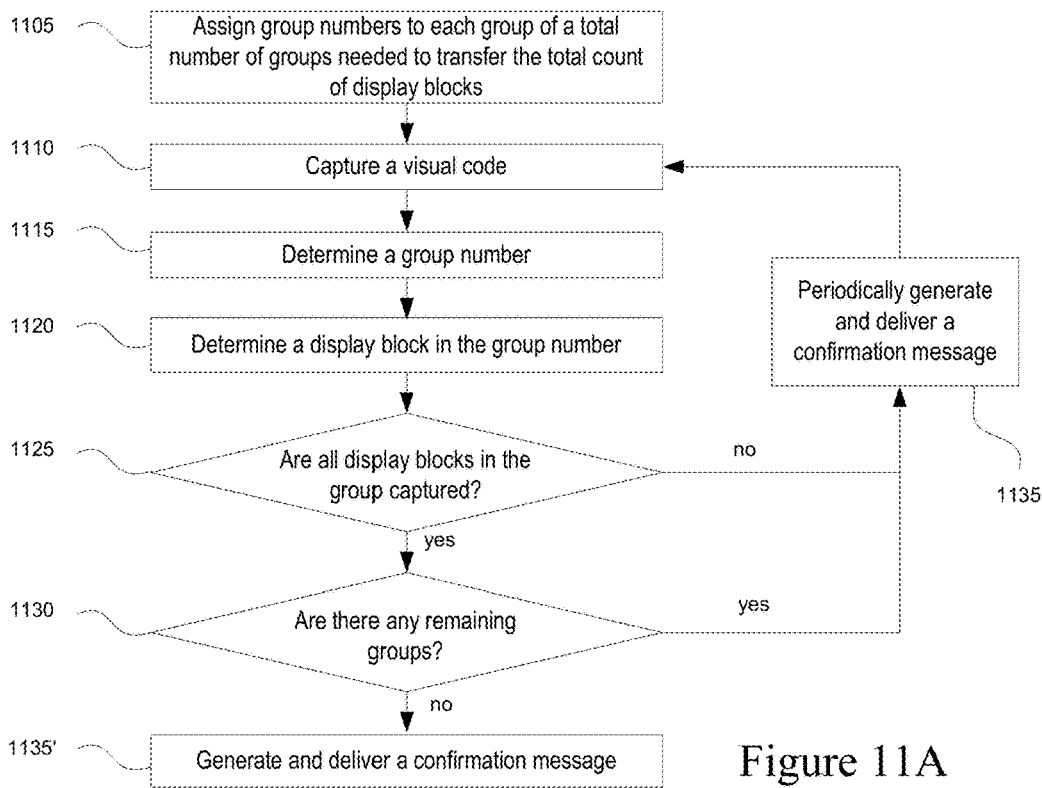 1105
Assign group numbers to each group of a total
number of groups needed to transfer the total count
of display blocks
1110
Capture a visual code
1115
Determine a group number
1120
Determine a display block in the group number
Periodically generate
and deliver a
confirmation message
1135
1125
Are all display blocks in the
group captured?
no
yes
1130
Are there any remaining
groups?
yes
no
1135'
Generate and deliver a confirmation message
Figure 11A